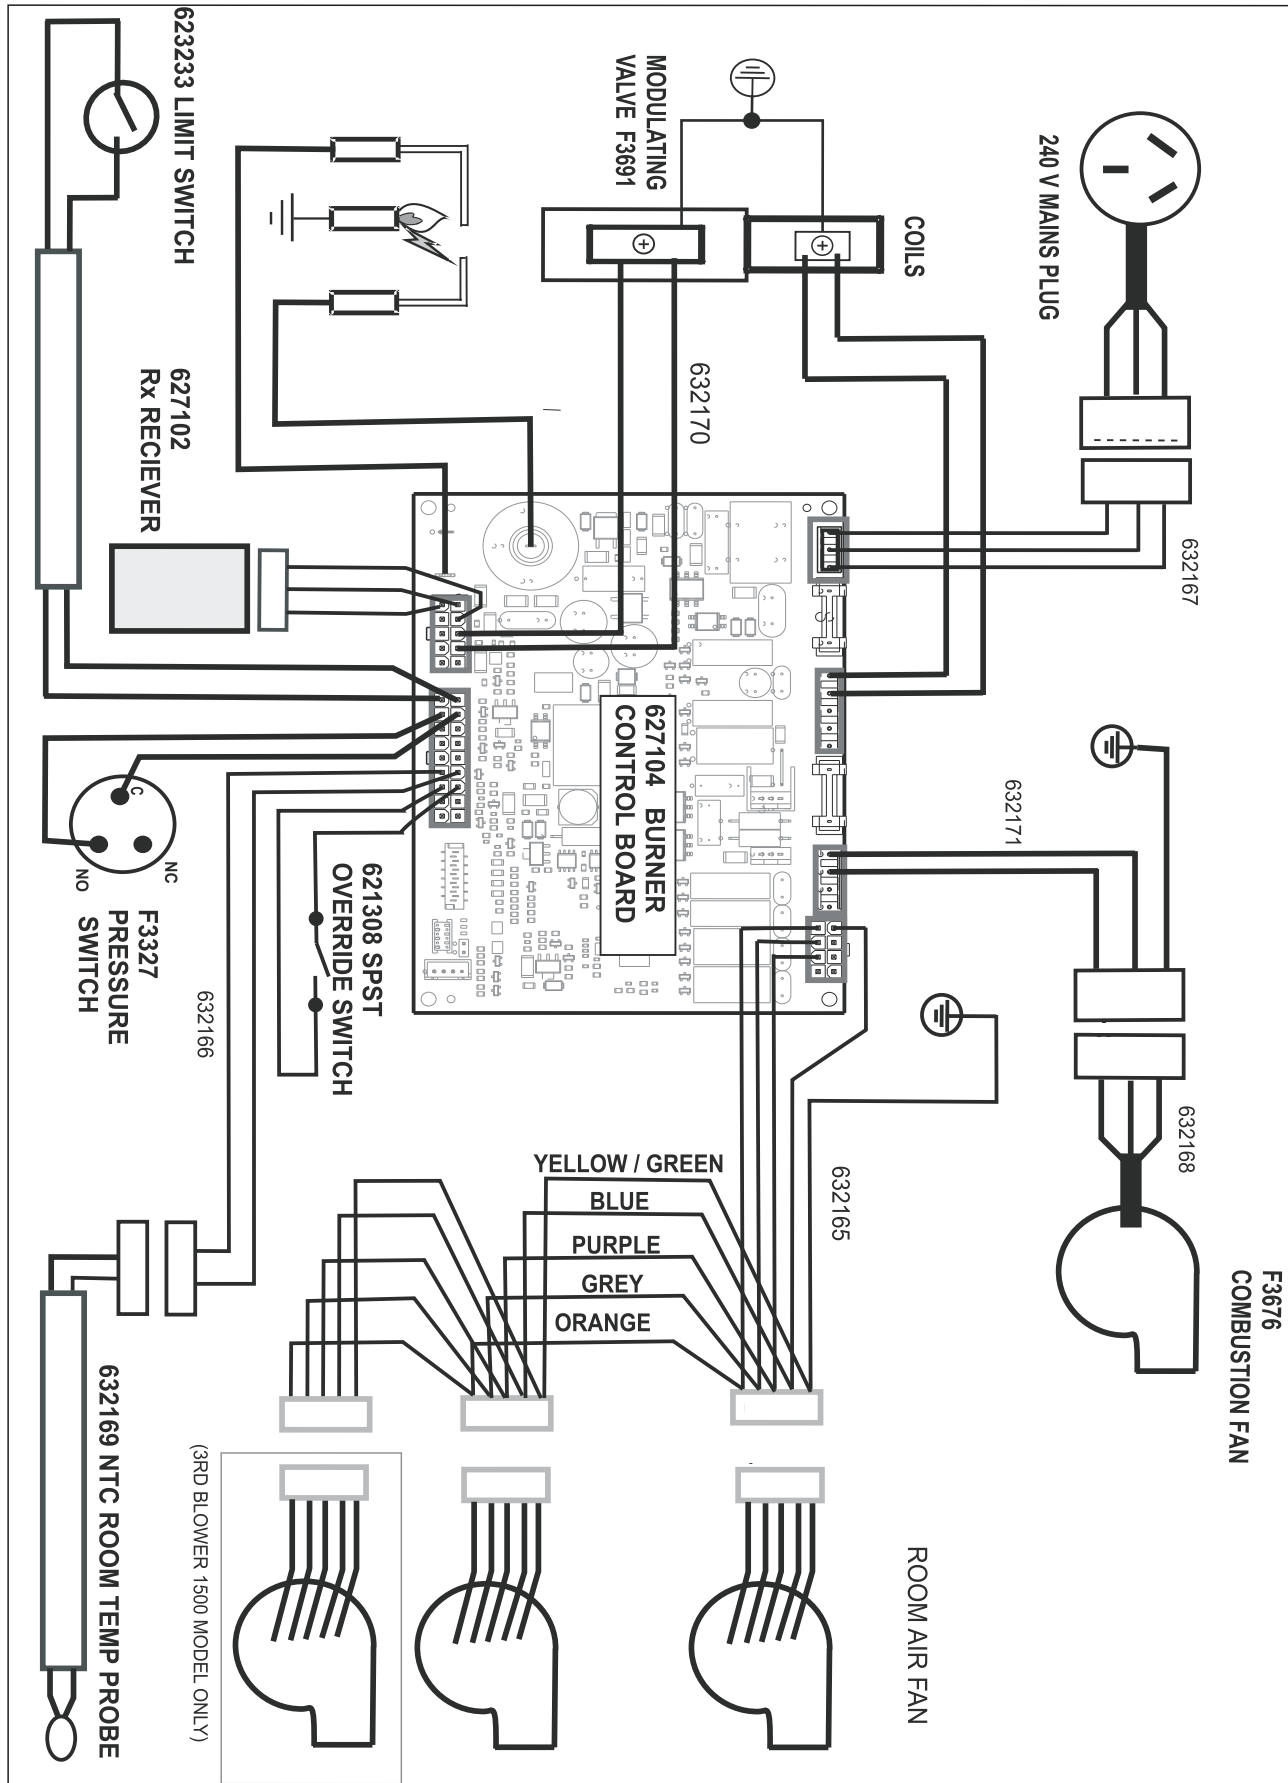 623233 LIMIT SWITCH
MODULATING
VALVE F3691
240 V MAINS PLUG
COILS
627102
Rx RECIEVER
632170
632167
627104 BURNER
CONTROL BOARD
632171
C
NC
NO
F3327
PRESSURE
SWITCH
621308 SPST
OVERRIDE SWITCH
632166
632168
632165
YELLOW / GREEN
BLUE
PURPLE
GREY
ORANGE
F3676
COMBUSTION FAN
632169 NTC ROOM TEMP PROBE
(3RD BLOWER 1500 MODEL ONLY)
ROOM AIR FAN